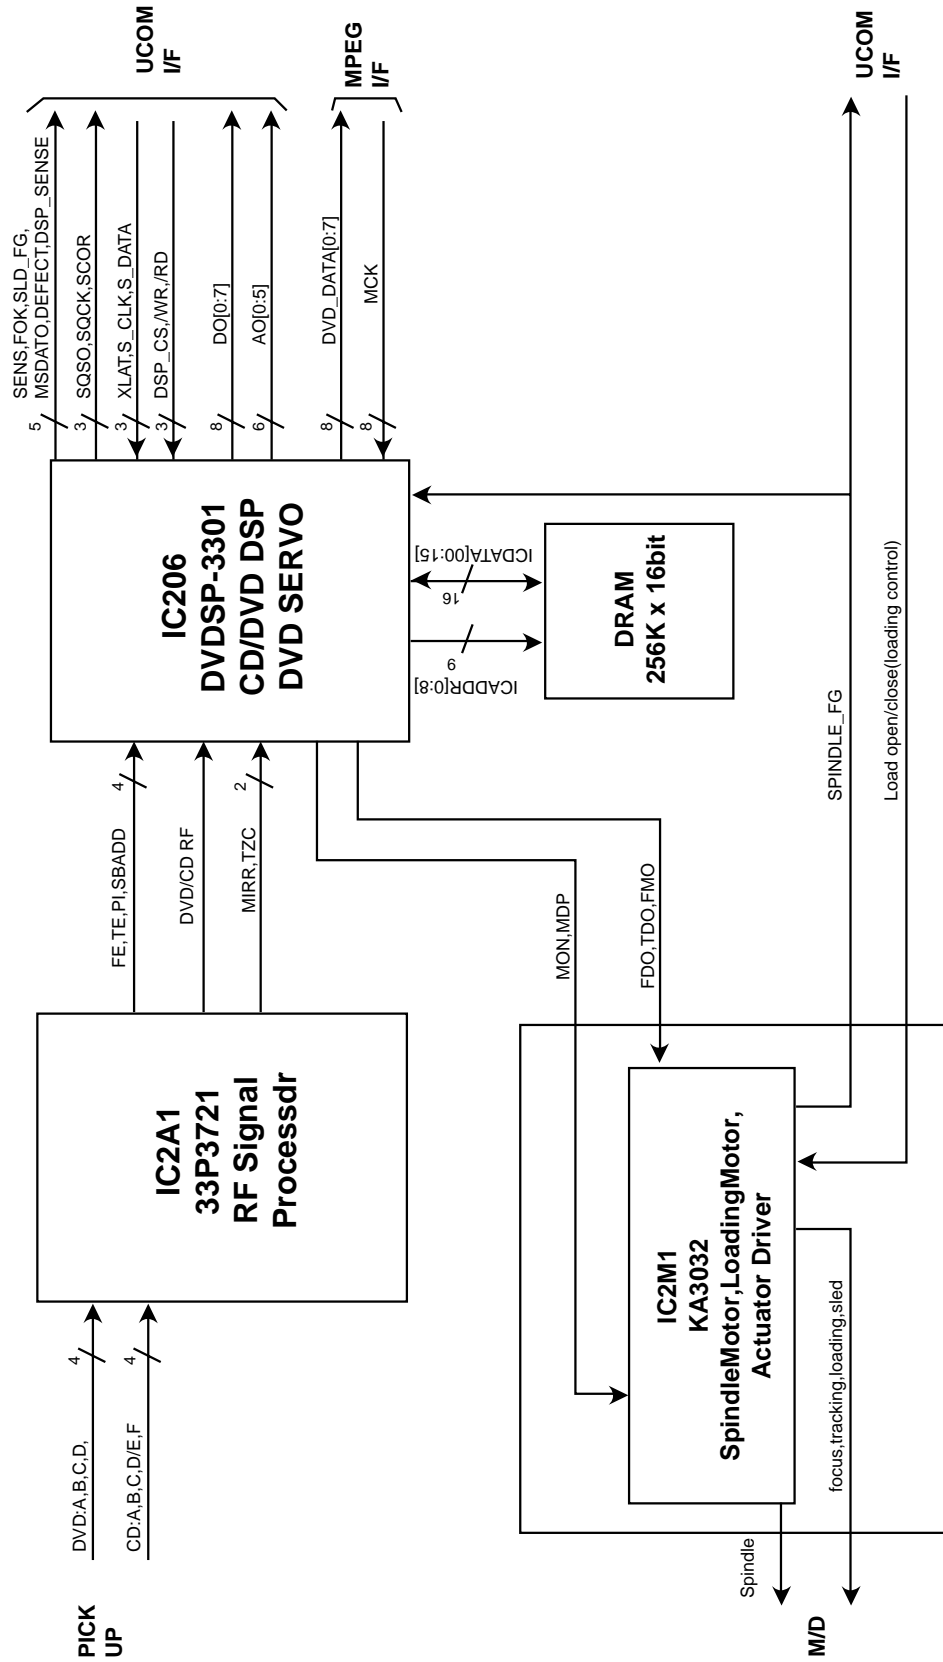 PICK
UP
DVD:A,B,C,D,
4
CD:A,B,C,D/E,F
4
IC2A1
33P3721
RF Signal
Processdr
FE,TE,PI,SBADD
4
DVD/CD RF
MIRR,TZC
2
IC206
DVDSP-3301
CD/DVD DSP
DVD SERVO
5
SENS,FOK,SLD_FG,
MSDATO,DEFECT,DSP_SENSE
3
SQSO,SQCK,SCOR
3
XLAT,S_CLK,S_DATA
3
DSP_CS,/WR,/RD
8
DO[0:7]
6
AO[0:5]
UCOM
I/F
8
DVD_DATA[0:7]
8
MCK
MPEG
I/F
ICADDR[0:8]
9
16
ICDATA[00:15]
DRAM
256K x 16bit
MON,MDP
FDO,TDO,FMO
IC2M1
KA3032
SpindleMotor,LoadingMotor,
Actuator Driver
Spindle
focus,tracking,loading,sled
M/D
SPINDLE_FG
Load open/close(loading control)
UCOM
I/F